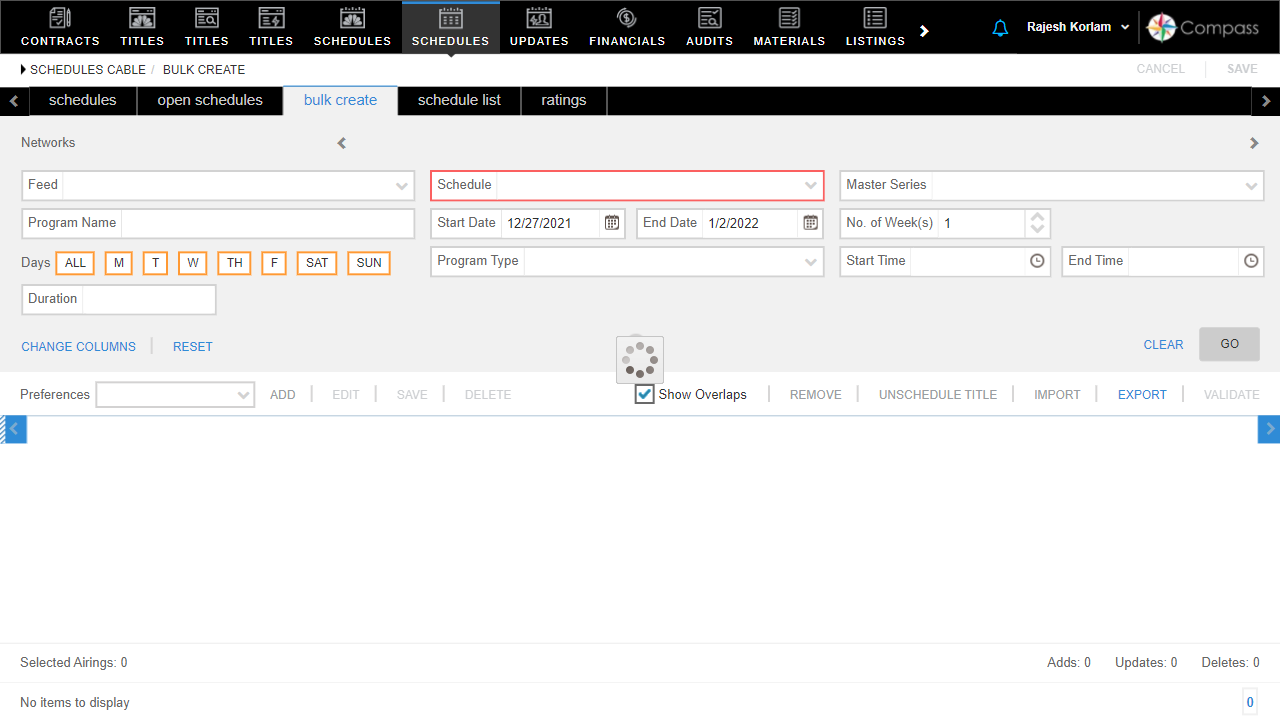 CONTRACTS TITLES TITLES TITLES SCHEDULES SCHEDULES UPDATES FINANCIALS AUDITS MATERIALS LISTINGS Rajesh Korlam Compass
SCHEDULES CABLE / BULK CREATE CANCEL SAVE
schedules open schedules bulk create schedule list ratings
Networks
Feed Schedule Master Series
Program Name Start Date 12/27/2021 End Date 1/2/2022 No. of Week(s) 1
Days ALL M T W TH F SAT SUN Program Type Start Time End Time
Duration
CHANGE COLUMNS RESET CLEAR GO
Preferences ADD EDIT SAVE DELETE Show Overlaps REMOVE UNSCHEDULE TITLE IMPORT EXPORT VALIDATE
Selected Airings: 0 Adds: 0 Updates: 0 Deletes: 0
No items to display 0